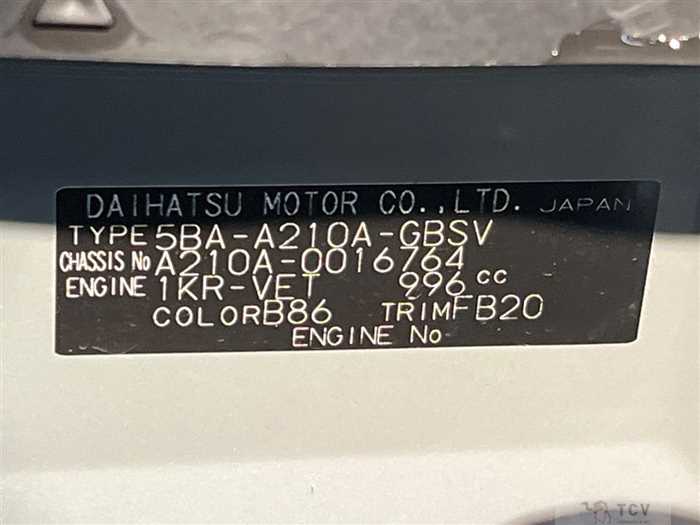 DAIHATSU MOTOR CO.,LTD. JAPAN
TYPE 5BA-A210A-GBSV
CHASSIS No A210A-0016764
ENGINE 1KR-VET 996 cc
COLOR B86 TRIM FB20
ENGINE No
TCV